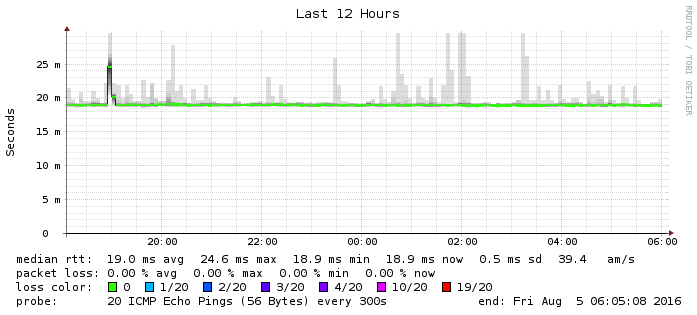 Last 12 Hours
RRDTOOL / TOBI OETIKER
Seconds
25 m
20 m
15 m
10 m
5 m
0
20:00 22:00 00:00 02:00 04:00 06:00
median rtt: 19.0 ms avg 24.6 ms max 18.9 ms min 18.9 ms now 0.5 ms sd 39.4 am/s
packet loss: 0.00 % avg 0.00 % max 0.00 % min 0.00 % now
loss color: 0 1/20 2/20 3/20 4/20 10/20 19/20
probe: 20 ICMP Echo Pings (56 Bytes) every 300s end: Fri Aug 5 06:05:08 2016